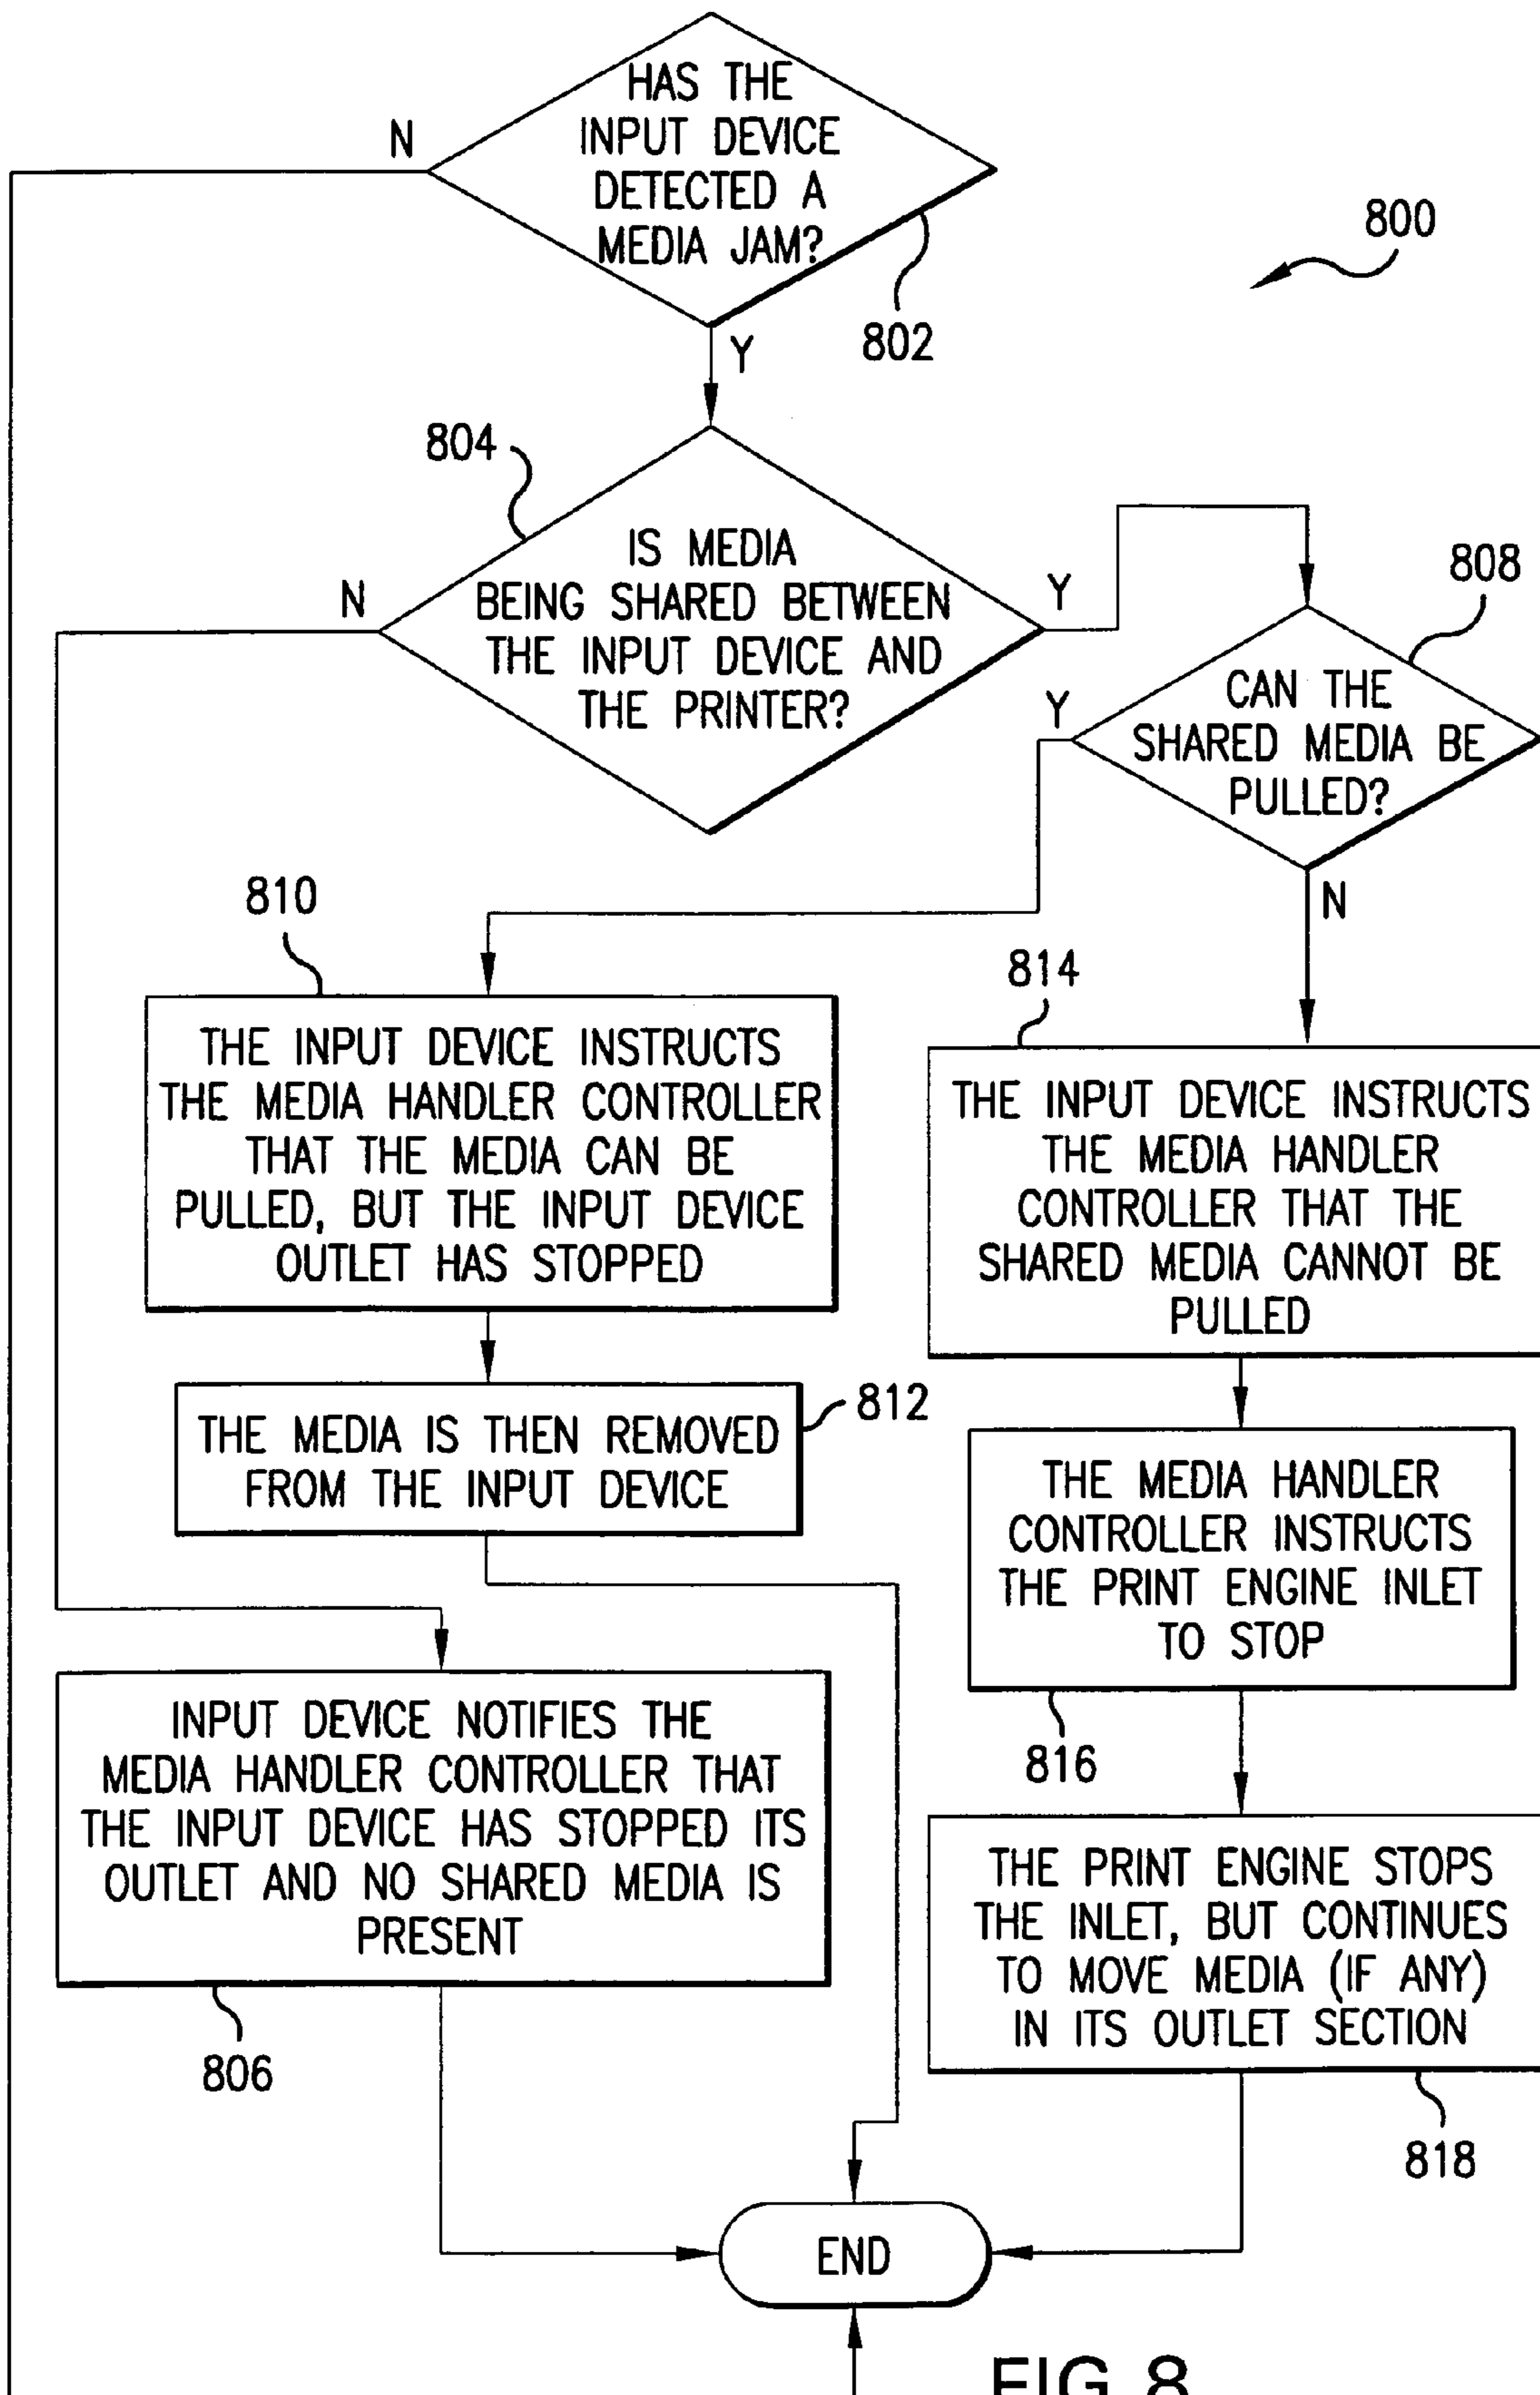 HAS THE
INPUT DEVICE
DETECTED A
MEDIA JAM?
N
Y
802
800
804
IS MEDIA
BEING SHARED BETWEEN
THE INPUT DEVICE AND
THE PRINTER?
N
Y
808
CAN THE
SHARED MEDIA BE
PULLED?
Y
N
810
THE INPUT DEVICE INSTRUCTS
THE MEDIA HANDLER CONTROLLER
THAT THE MEDIA CAN BE
PULLED, BUT THE INPUT DEVICE
OUTLET HAS STOPPED
814
THE INPUT DEVICE INSTRUCTS
THE MEDIA HANDLER
CONTROLLER THAT THE
SHARED MEDIA CANNOT BE
PULLED
812
THE MEDIA IS THEN REMOVED
FROM THE INPUT DEVICE
THE MEDIA HANDLER
CONTROLLER INSTRUCTS
THE PRINT ENGINE INLET
TO STOP
816
INPUT DEVICE NOTIFIES THE
MEDIA HANDLER CONTROLLER THAT
THE INPUT DEVICE HAS STOPPED ITS
OUTLET AND NO SHARED MEDIA IS
PRESENT
806
THE PRINT ENGINE STOPS
THE INLET, BUT CONTINUES
TO MOVE MEDIA (IF ANY)
IN ITS OUTLET SECTION
818
END
FIG.8